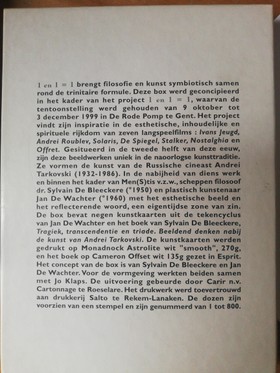 1 en 1 = 1 brengt filosofie en kunst symbiotisch samen
rond de trinitaire formule. Deze box werd geconcipieerd
in het kader van het project 1 en 1 = 1, waarvan de
tentoonstelling werd gehouden van 9 oktober tot
3 december 1999 in De Rode Pomp te Gent. Het project
vindt zijn inspiratie in de esthetische, inhoudelijke en
spirituele rijkdom van zeven langspeelfilms : Ivans Jeugd,
Andrei Roublev, Solaris, De Spiegel, Stalker, Nostalghia en
Offret. Gesitueerd in de tweede helft van deze eeuw,
zijn deze beeldwerken uniek in de naoorlogse kunsttraditie.
Ze vormen de kunst van de Russische cineast Andrei
Tarkovski (1932-1986). In de nabijheid van diens werk
en binnen het kader van Men(S)tis v.z.w., scheppen filosoof
dr. Sylvain De Bleeckere (°1950) en plastisch kunstenaar
Jan De Wachter (°1960) met het esthetische beeld en
het reflecterende woord, een eigentijdse zone van zin.
De box bevat negen kunstkaarten uit de tekencyclus
van Jan De Wachter en het boek van Sylvain De Bleeckere,
Tragiek, transcendentie en triade. Beeldend denken nabij
de kunst van Andrei Tarkovski. De kunstkaarten werden
gedrukt op Monadnock Astrolite wit "smooth", 270g,
en het boek op Cameron Offset wit 135g gezet in Esprit.
Het concept van de box is van Sylvain De Bleeckere en Jan
De Wachter. Voor de vormgeving werkten beiden samen
met Jo Klaps. De uitvoering gebeurde door Carir n.v.
Cartonnage te Roeselare. Het drukwerk werd toevertrouwd
aan drukkerij Salto te Rekem-Lanaken. De dozen zijn
voorzien van een stempel en zijn genummerd van 1 tot 800.